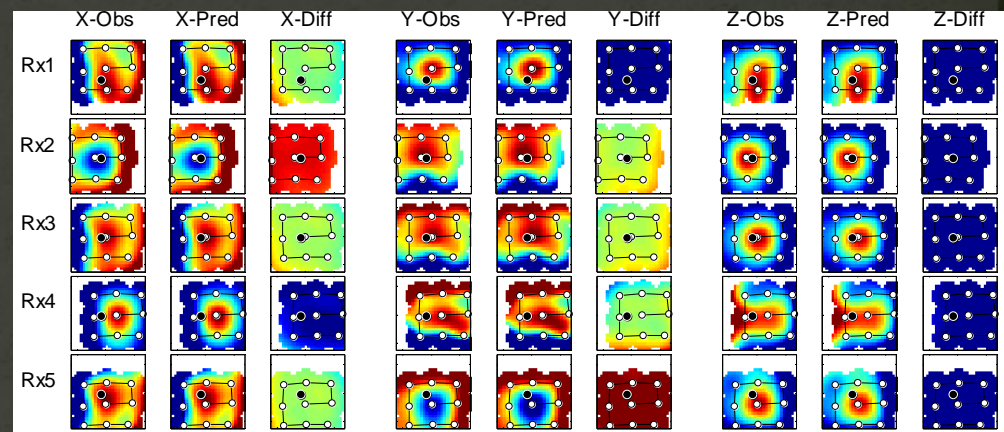 X-Obs X-Pred X-Diff Y-Obs Y-Pred Y-Diff Z-Obs Z-Pred Z-Diff
Rx1
Rx2
Rx3
Rx4
Rx5